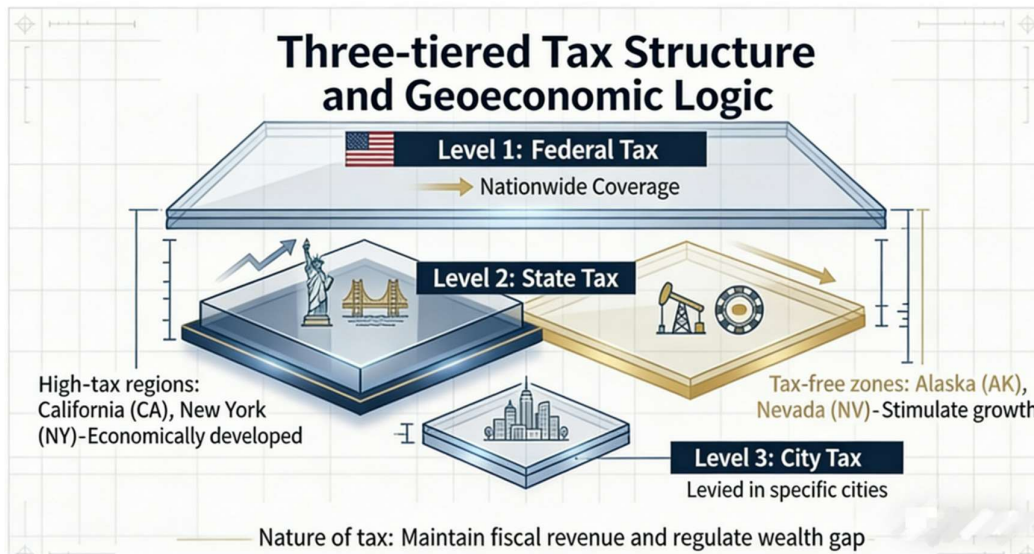 Three-tiered Tax Structure
and Geoeconomic Logic
Level 1: Federal Tax
Nationwide Coverage
Level 2: State Tax
High-tax regions:
California (CA), New York
(NY)-Economically developed
Tax-free zones: Alaska (AK),
Nevada (NV)-Stimulate growth
Level 3: City Tax
Levied in specific cities
Nature of tax: Maintain fiscal revenue and regulate wealth gap